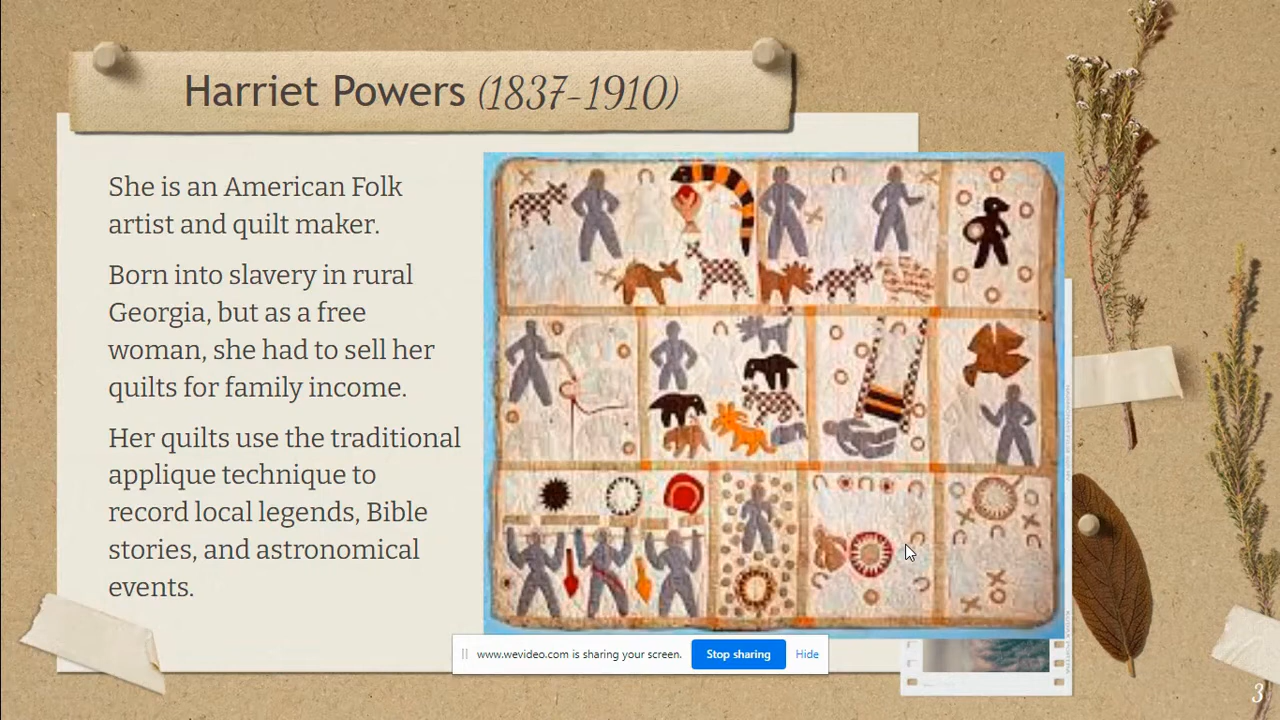 Harriet Powers (1837-1910)
She is an American Folk
artist and quilt maker.
Born into slavery in rural
Georgia, but as a free
woman, she had to sell her
quilts for family income.
Her quilts use the traditional
applique technique to
record local legends, Bible
stories, and astronomical
events.
www.wevideo.com is sharing your screen.
Stop sharing
Hide
3